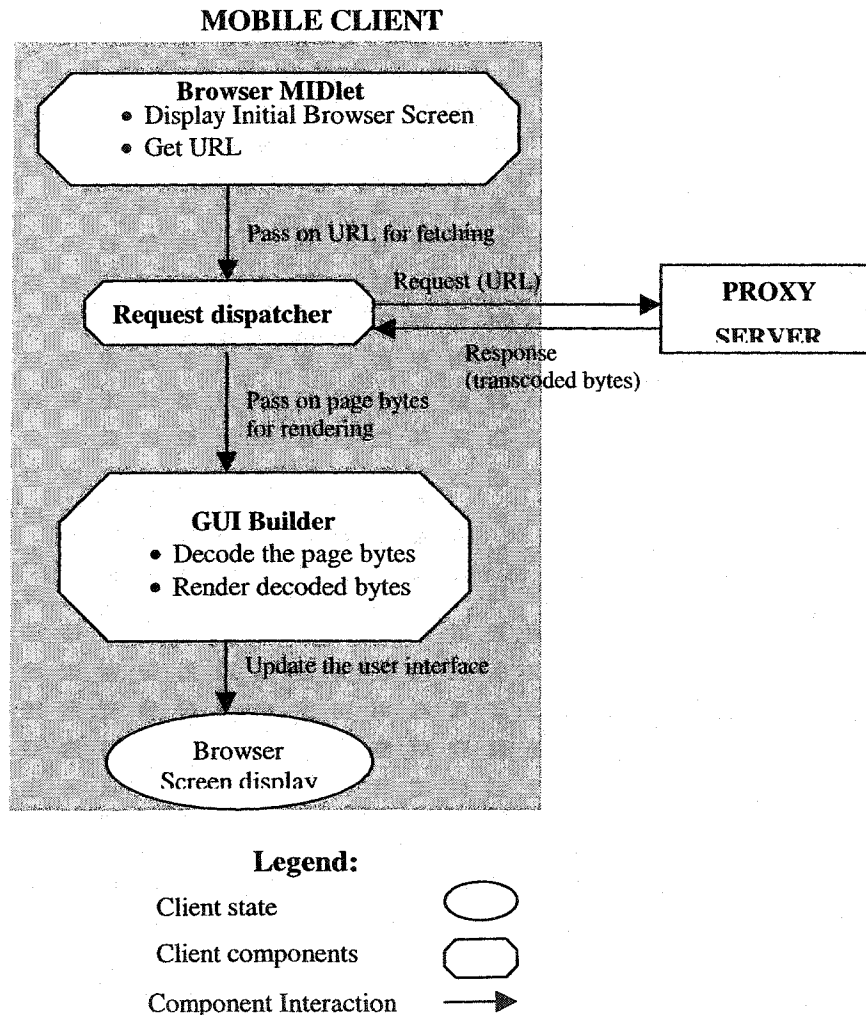 MOBILE CLIENT
Browser MIDlet
• Display Initial Browser Screen
• Get URL
Pass on URL for fetching
Request (URL)
PROXY
SERVER
Request dispatcher
Response
(transcoded bytes)
Pass on page bytes
for rendering
GUI Builder
• Decode the page bytes
• Render decoded bytes
Update the user interface
Browser
Screen display
Legend:
Client state
Client components
Component Interaction